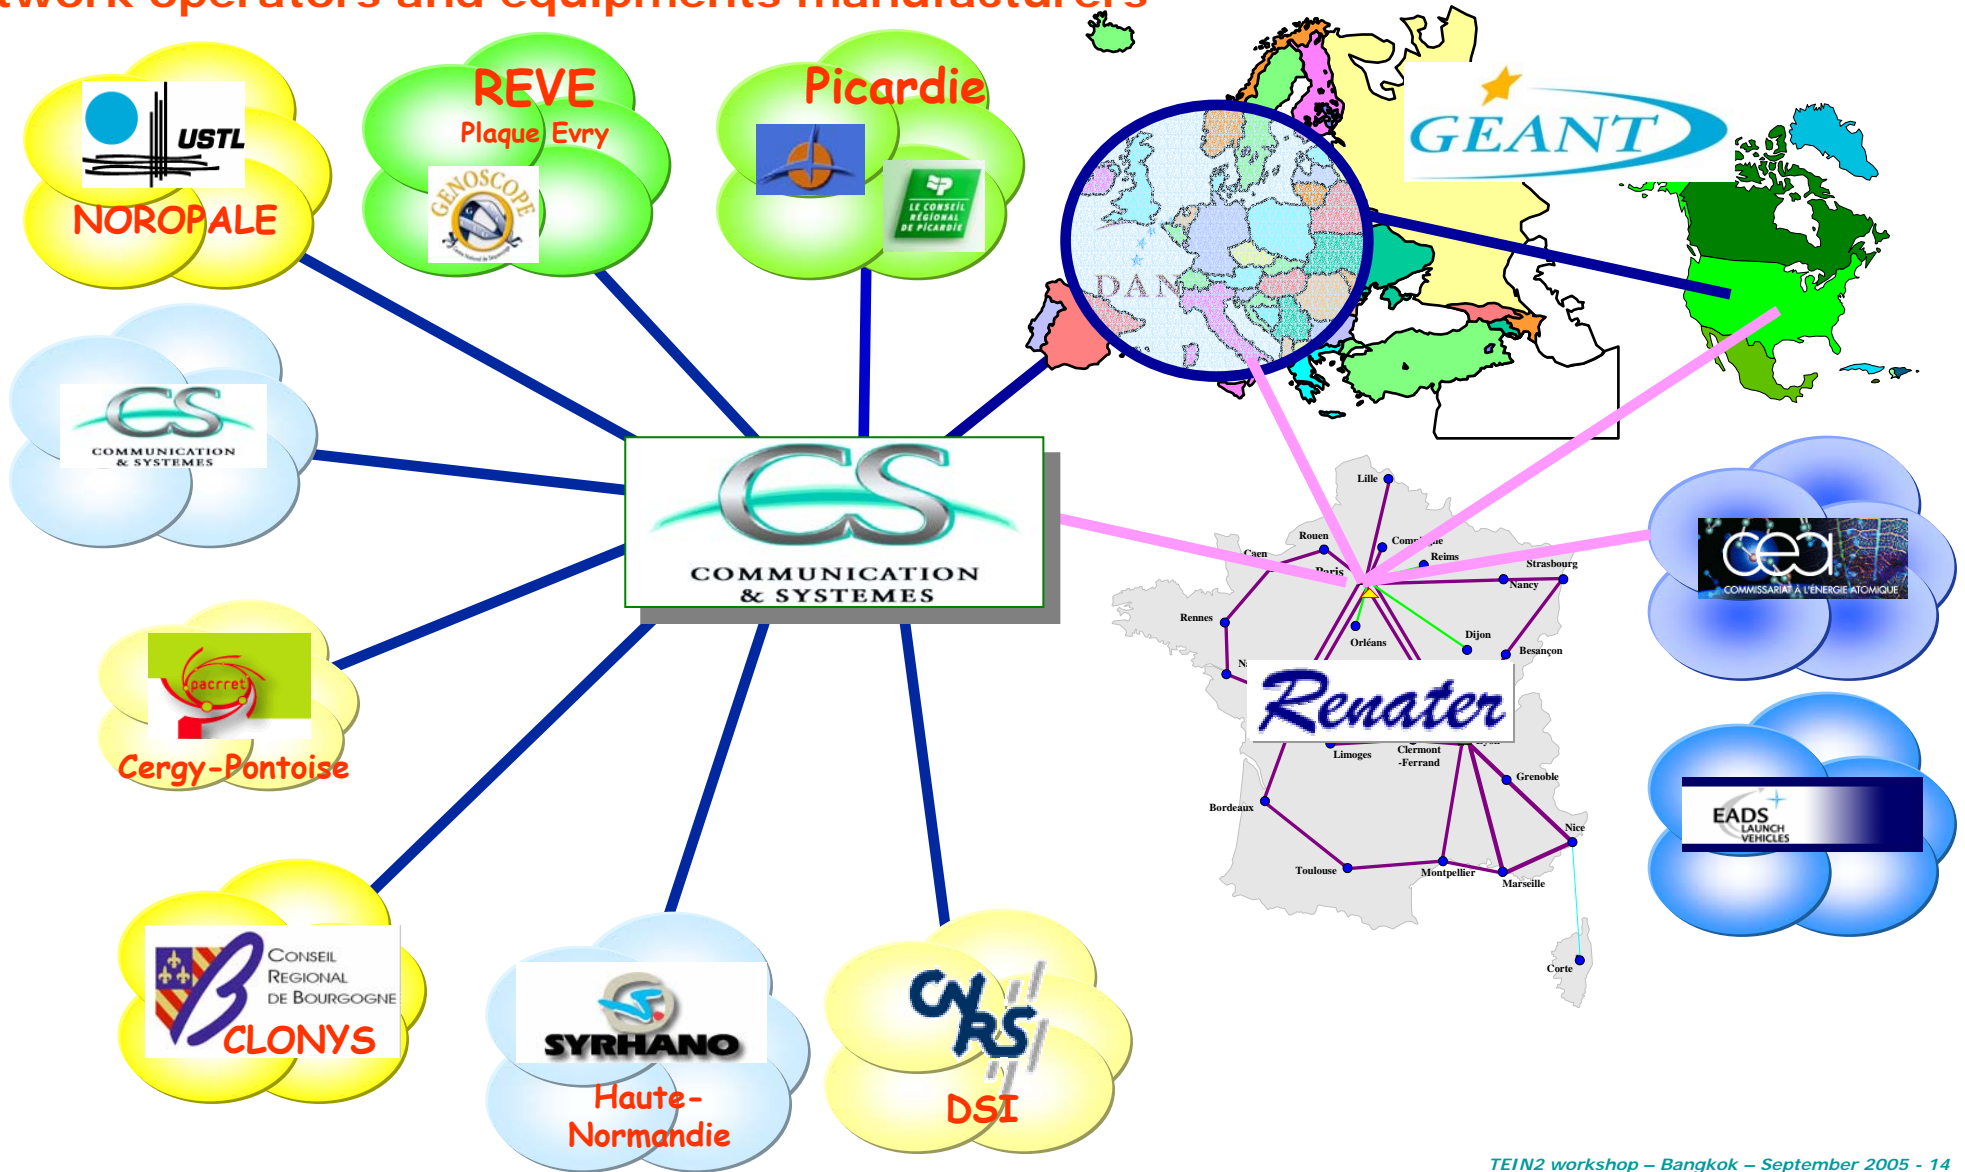 twork operators and equipments manufacturers
USTL
NOROPALE
REVE
Plaque Evry
GENOSCOPE
Picardie
LE CONSEIL
RÉGIONAL
DE PICARDIE
GEANT
DAN
CS
COMMUNICATION
& SYSTEMES
CS
COMMUNICATION
& SYSTEMES
Lille
Rouen
Caen
Reims
Paris
Strasbourg
Nancy
Rennes
Orléans
Dijon
Besançon
Renater
Limoges
Clermont
-Ferrand
Grenoble
Bordeaux
Nice
Toulouse
Montpellier
Marseille
Corte
cea
COMMISSARIAT À L'ÉNERGIE ATOMIQUE
EADS
LAUNCH
VEHICLES
pacrret
Cergy-Pontoise
CONSEIL
REGIONAL
DE BOURGOGNE
CLONYS
SYRHANO
Haute-
Normandie
CNRS
DSI
TEIN2 workshop – Bangkok – September 2005 - 14